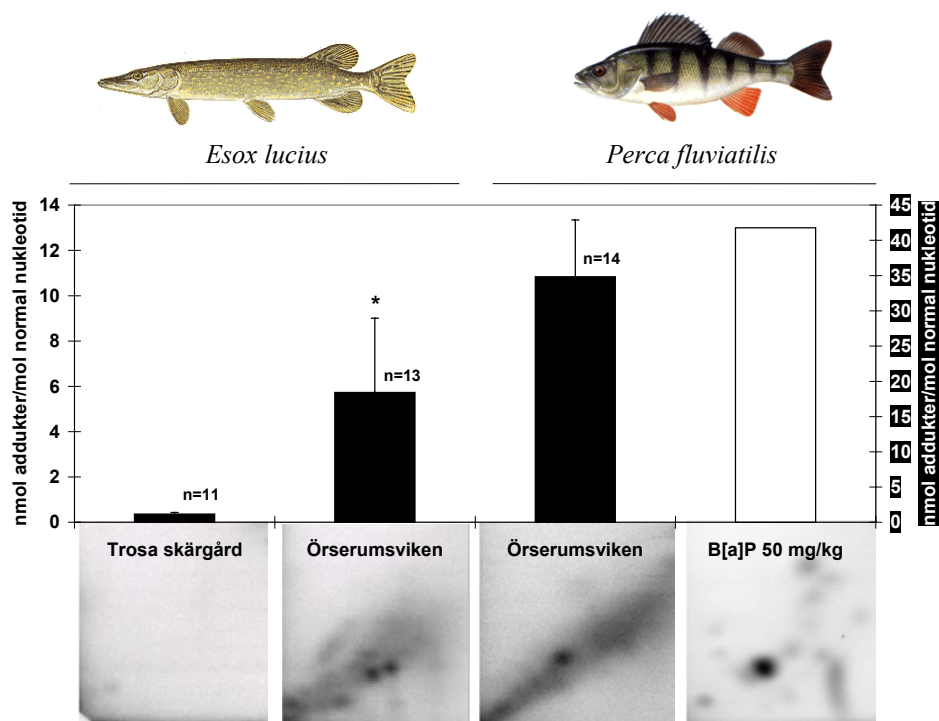 Esox lucius
Perca fluviatilis
nmol addukter/mol normal nukleotid
14
12
10
8
6
4
2
0
n=11
*
n=13
n=14
45
40
35
30
25
20
15
10
5
0
nmol addukter/mol normal nukleotid
Trosa skärgård
Örserumsviken
Örserumsviken
B[a]P 50 mg/kg